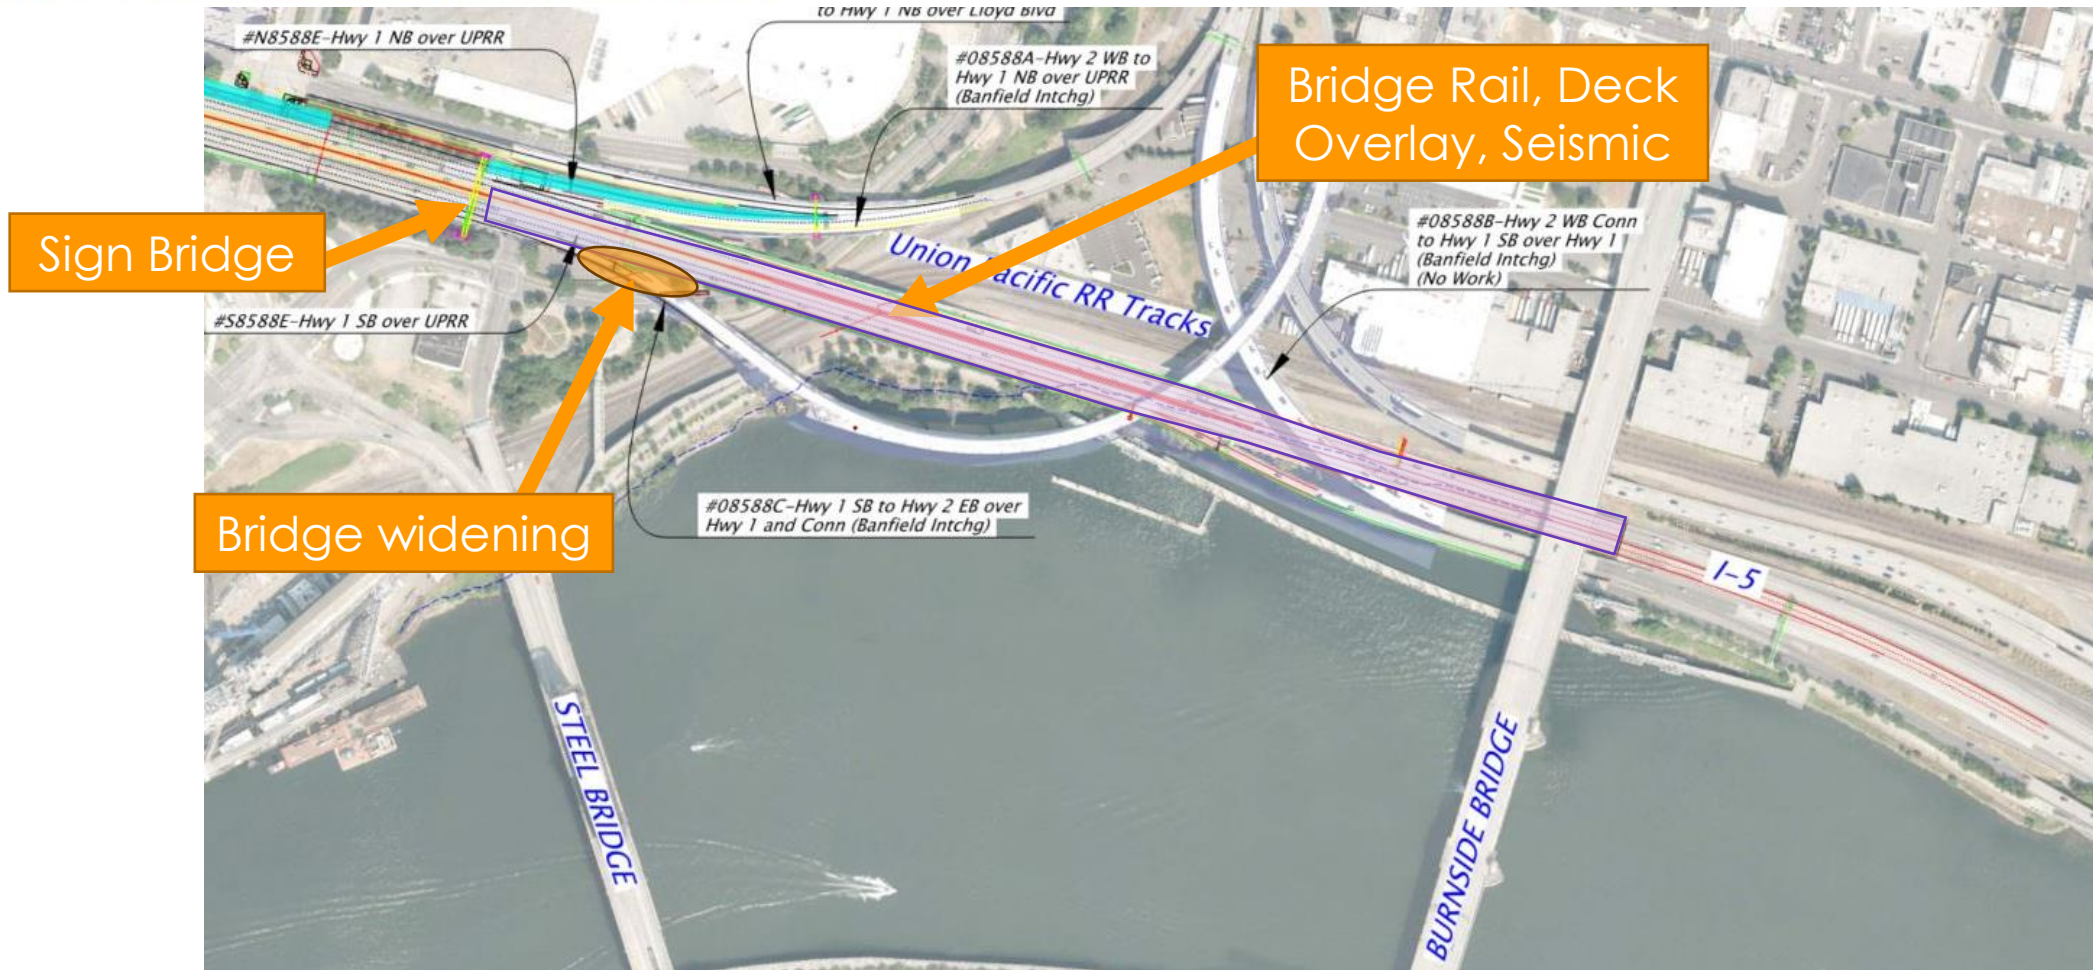 to Hwy 1 NB over Lloyd Blvd
#N8588E-Hwy 1 NB over UPRR
#08588A-Hwy 2 WB to
Hwy 1 NB over UPRR
(Banfield Intchg)
Bridge Rail, Deck
Overlay, Seismic
Sign Bridge
#08588B-Hwy 2 WB Conn
to Hwy 1 SB over Hwy 1
(Banfield Intchg)
(No Work)
Union Pacific RR Tracks
#S8588E-Hwy 1 SB over UPRR
Bridge widening
#08588C-Hwy 1 SB to Hwy 2 EB over
Hwy 1 and Conn (Banfield Intchg)
I-5
STEEL BRIDGE
BURNSIDE BRIDGE